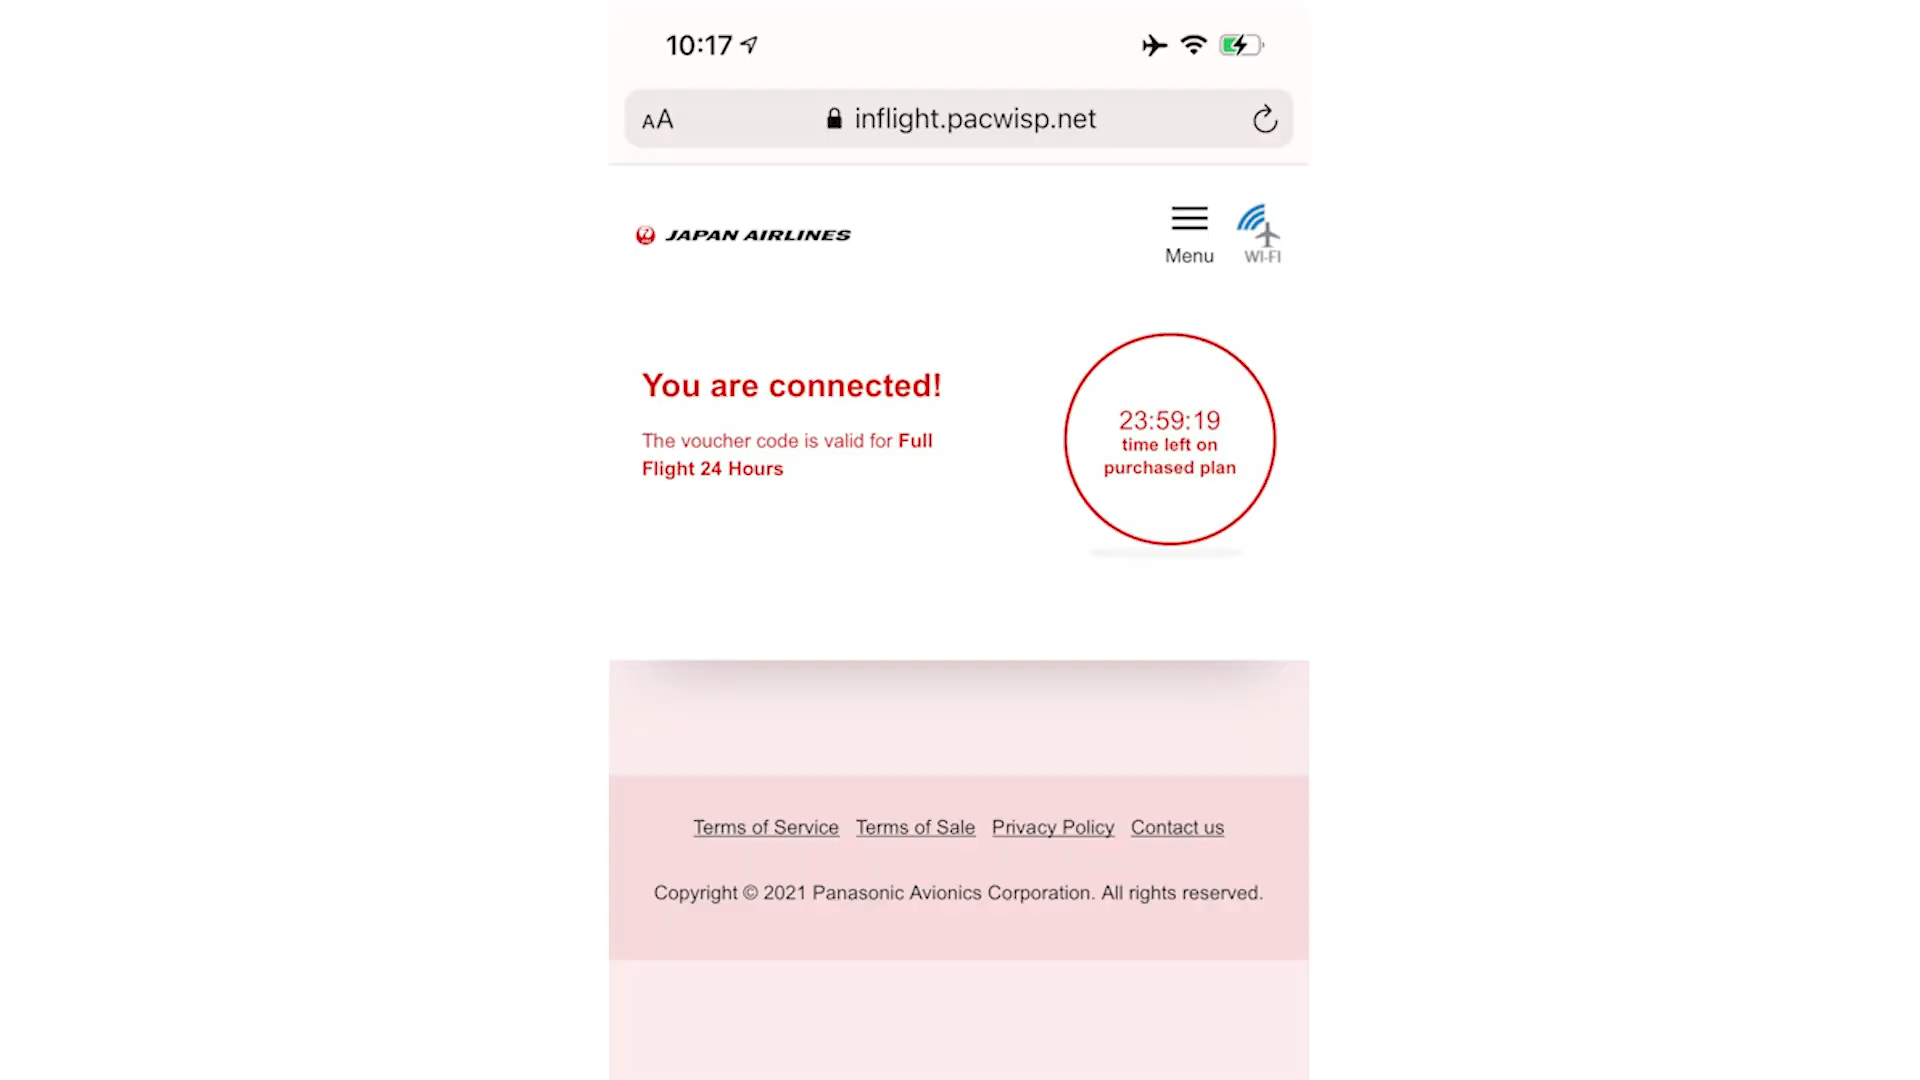 10:17
AA inflight.pacwisp.net
JAPAN AIRLINES
Menu
WI-FI
You are connected!
The voucher code is valid for Full
Flight 24 Hours
23:59:19
time left on
purchased plan
Terms of Service Terms of Sale Privacy Policy Contact us
Copyright © 2021 Panasonic Avionics Corporation. All rights reserved.